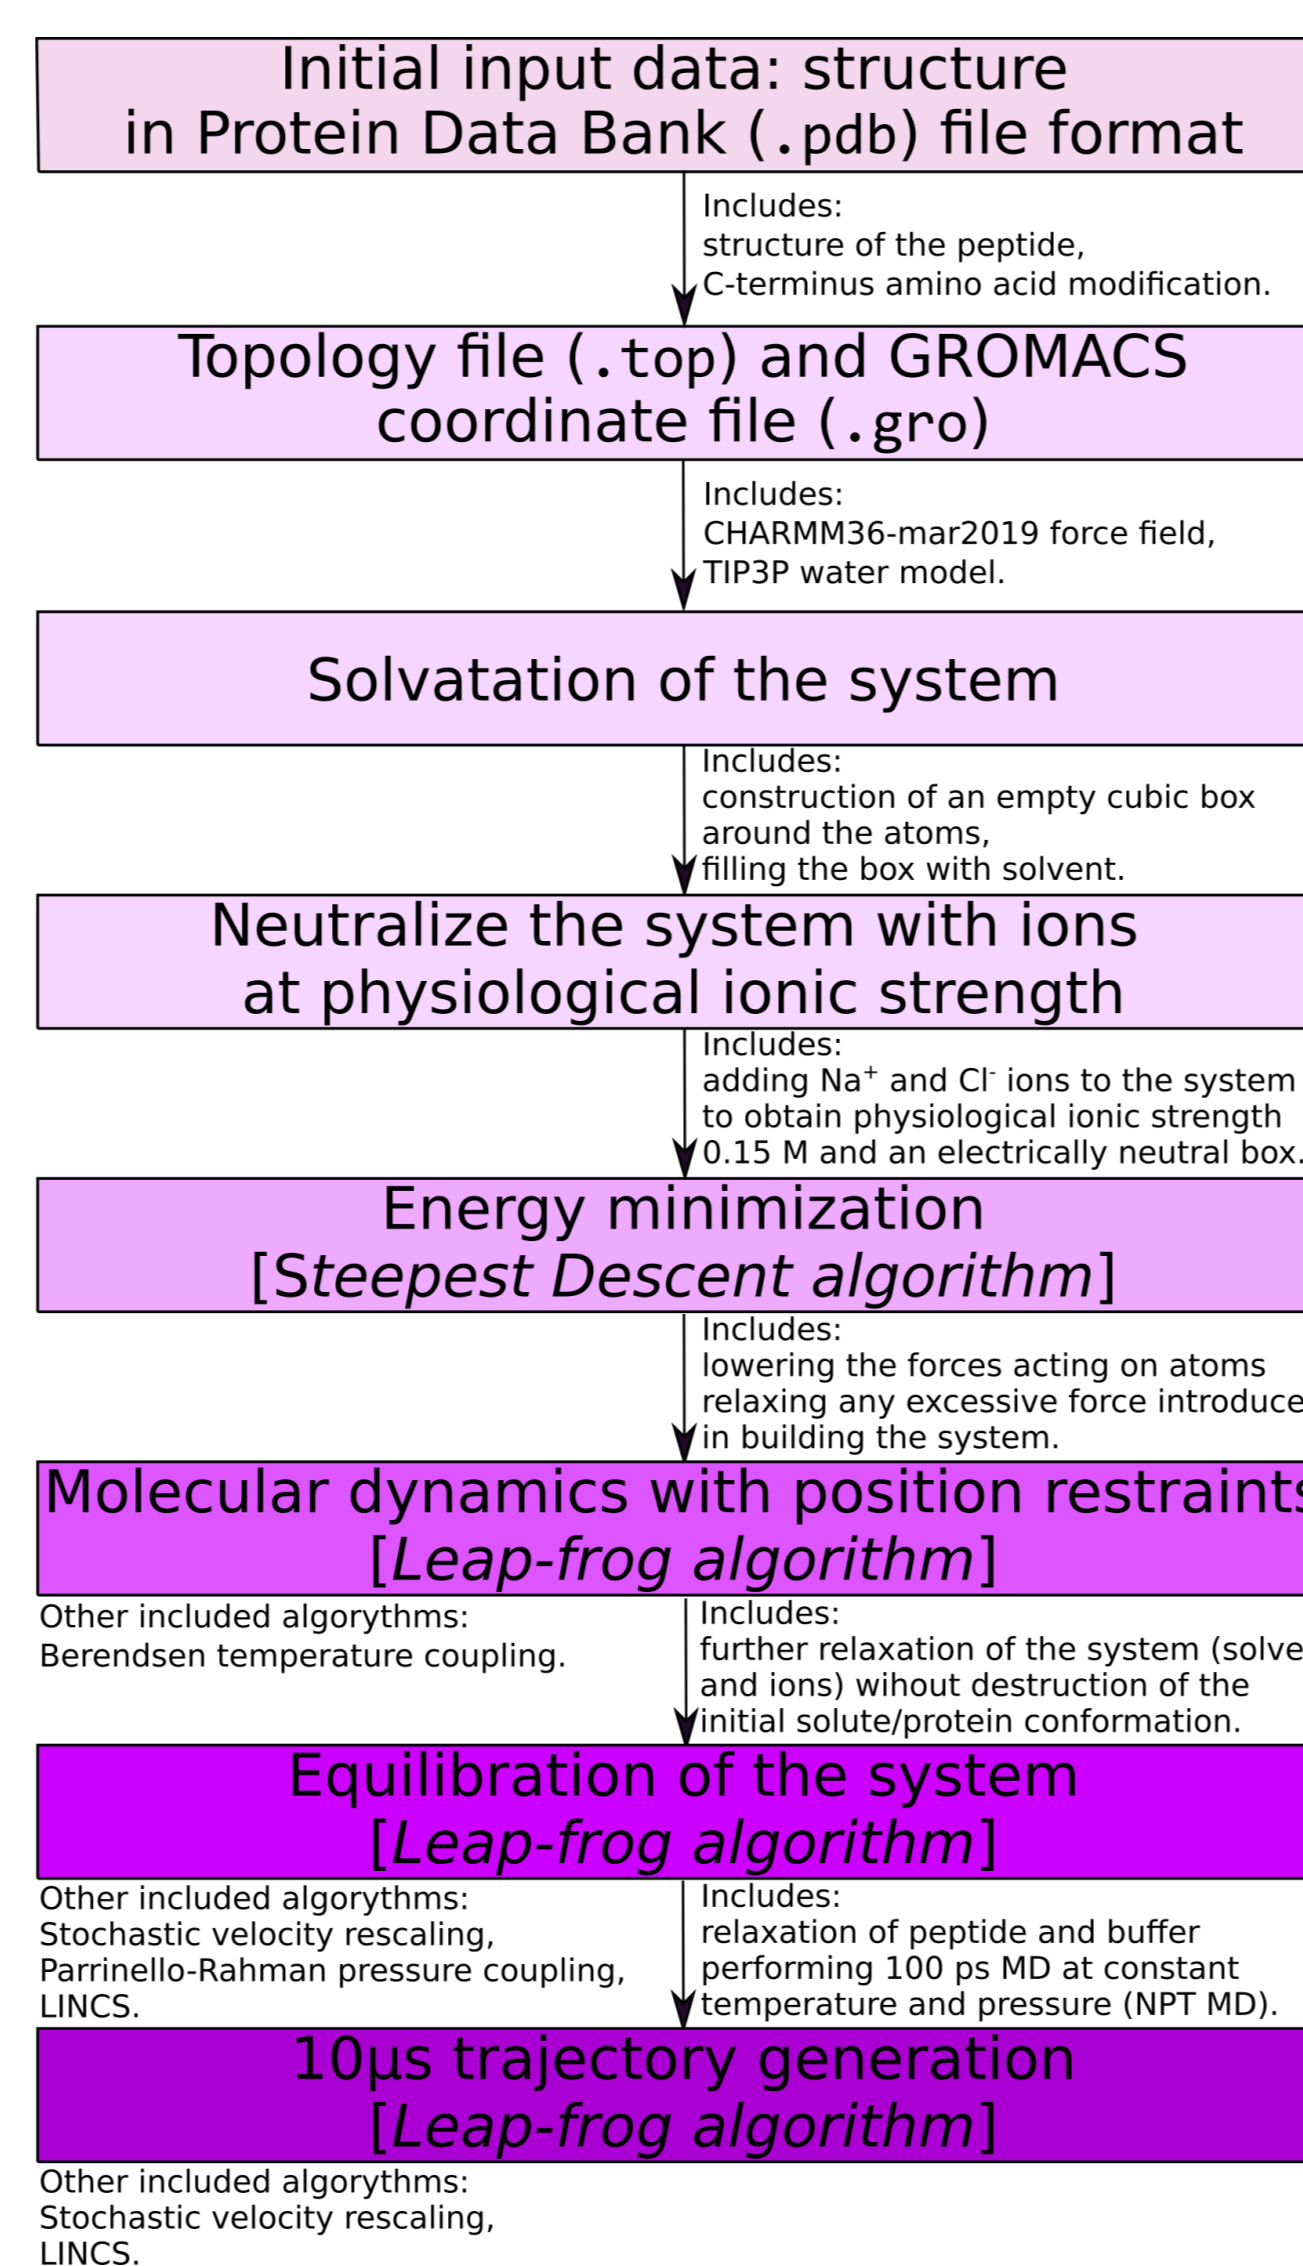 Initial input data: structure
in Protein Data Bank (.pdb) file format
Includes:
structure of the peptide,
C-terminus amino acid modification.
Topology file (.top) and GROMACS
coordinate file (.gro)
Includes:
CHARMM36-mar2019 force field,
TIP3P water model.
Solvatation of the system
Includes:
construction of an empty cubic box
around the atoms,
filling the box with solvent.
Neutralize the system with ions
at physiological ionic strength
Includes:
adding Na⁺ and Cl⁻ ions to the system
to obtain physiological ionic strength
0.15 M and an electrically neutral box.
Energy minimization
[Steepest Descent algorithm]
Includes:
lowering the forces acting on atoms
relaxing any excessive force introduce
in building the system.
Molecular dynamics with position restraints
[Leap-frog algorithm]
Other included algorythms:
Berendsen temperature coupling.
Includes:
further relaxation of the system (solve
and ions) wihout destruction of the
initial solute/protein conformation.
Equilibration of the system
[Leap-frog algorithm]
Other included algorythms:
Stochastic velocity rescaling,
Parrinello-Rahman pressure coupling,
LINCS.
Includes:
relaxation of peptide and buffer
performing 100 ps MD at constant
temperature and pressure (NPT MD).
10μs trajectory generation
[Leap-frog algorithm]
Other included algorythms:
Stochastic velocity rescaling,
LINCS.